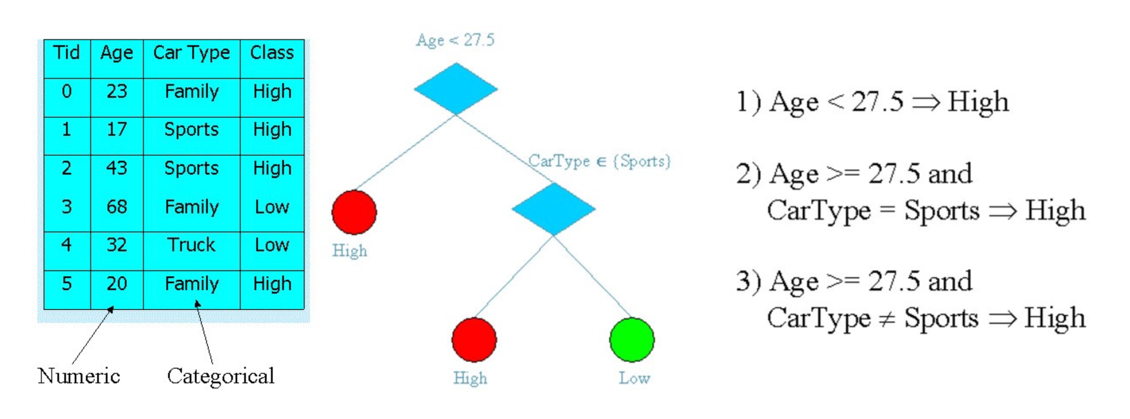 Tid Age Car Type Class
0 23 Family High
1 17 Sports High
2 43 Sports High
3 68 Family Low
4 32 Truck Low
5 20 Family High
Numeric Categorical
Age < 27.5
CarType ∈ (Sports)
High
High Low
1) Age < 27.5 ⇒ High
2) Age >= 27.5 and
CarType = Sports ⇒ High
3) Age >= 27.5 and
CarType ≠ Sports ⇒ High